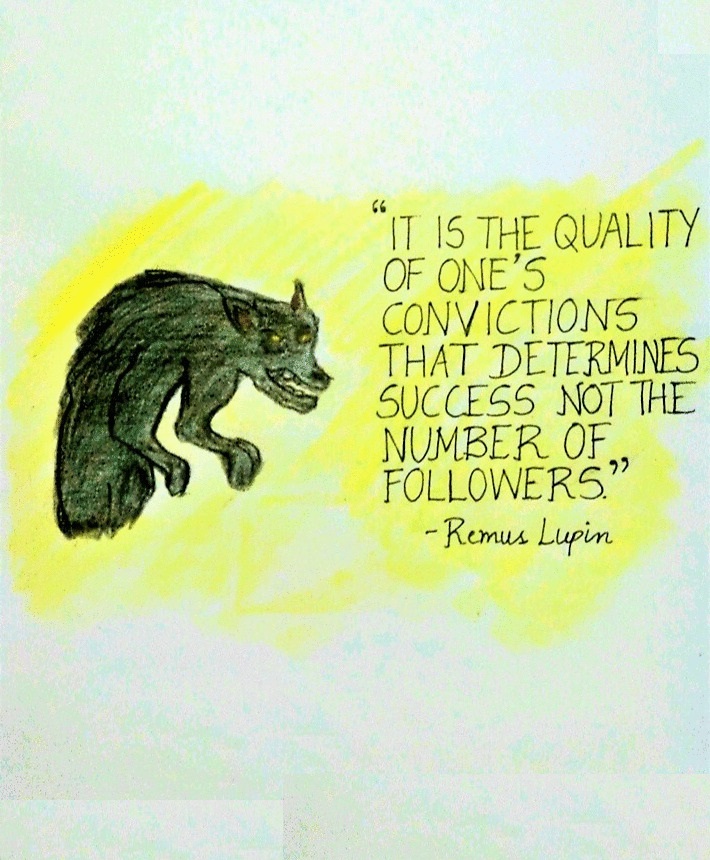 “IT IS THE QUALITY
OF ONE'S
CONVICTIONS
THAT DETERMINES
SUCCESS NOT THE
NUMBER OF
FOLLOWERS.”
-Remus Lupin